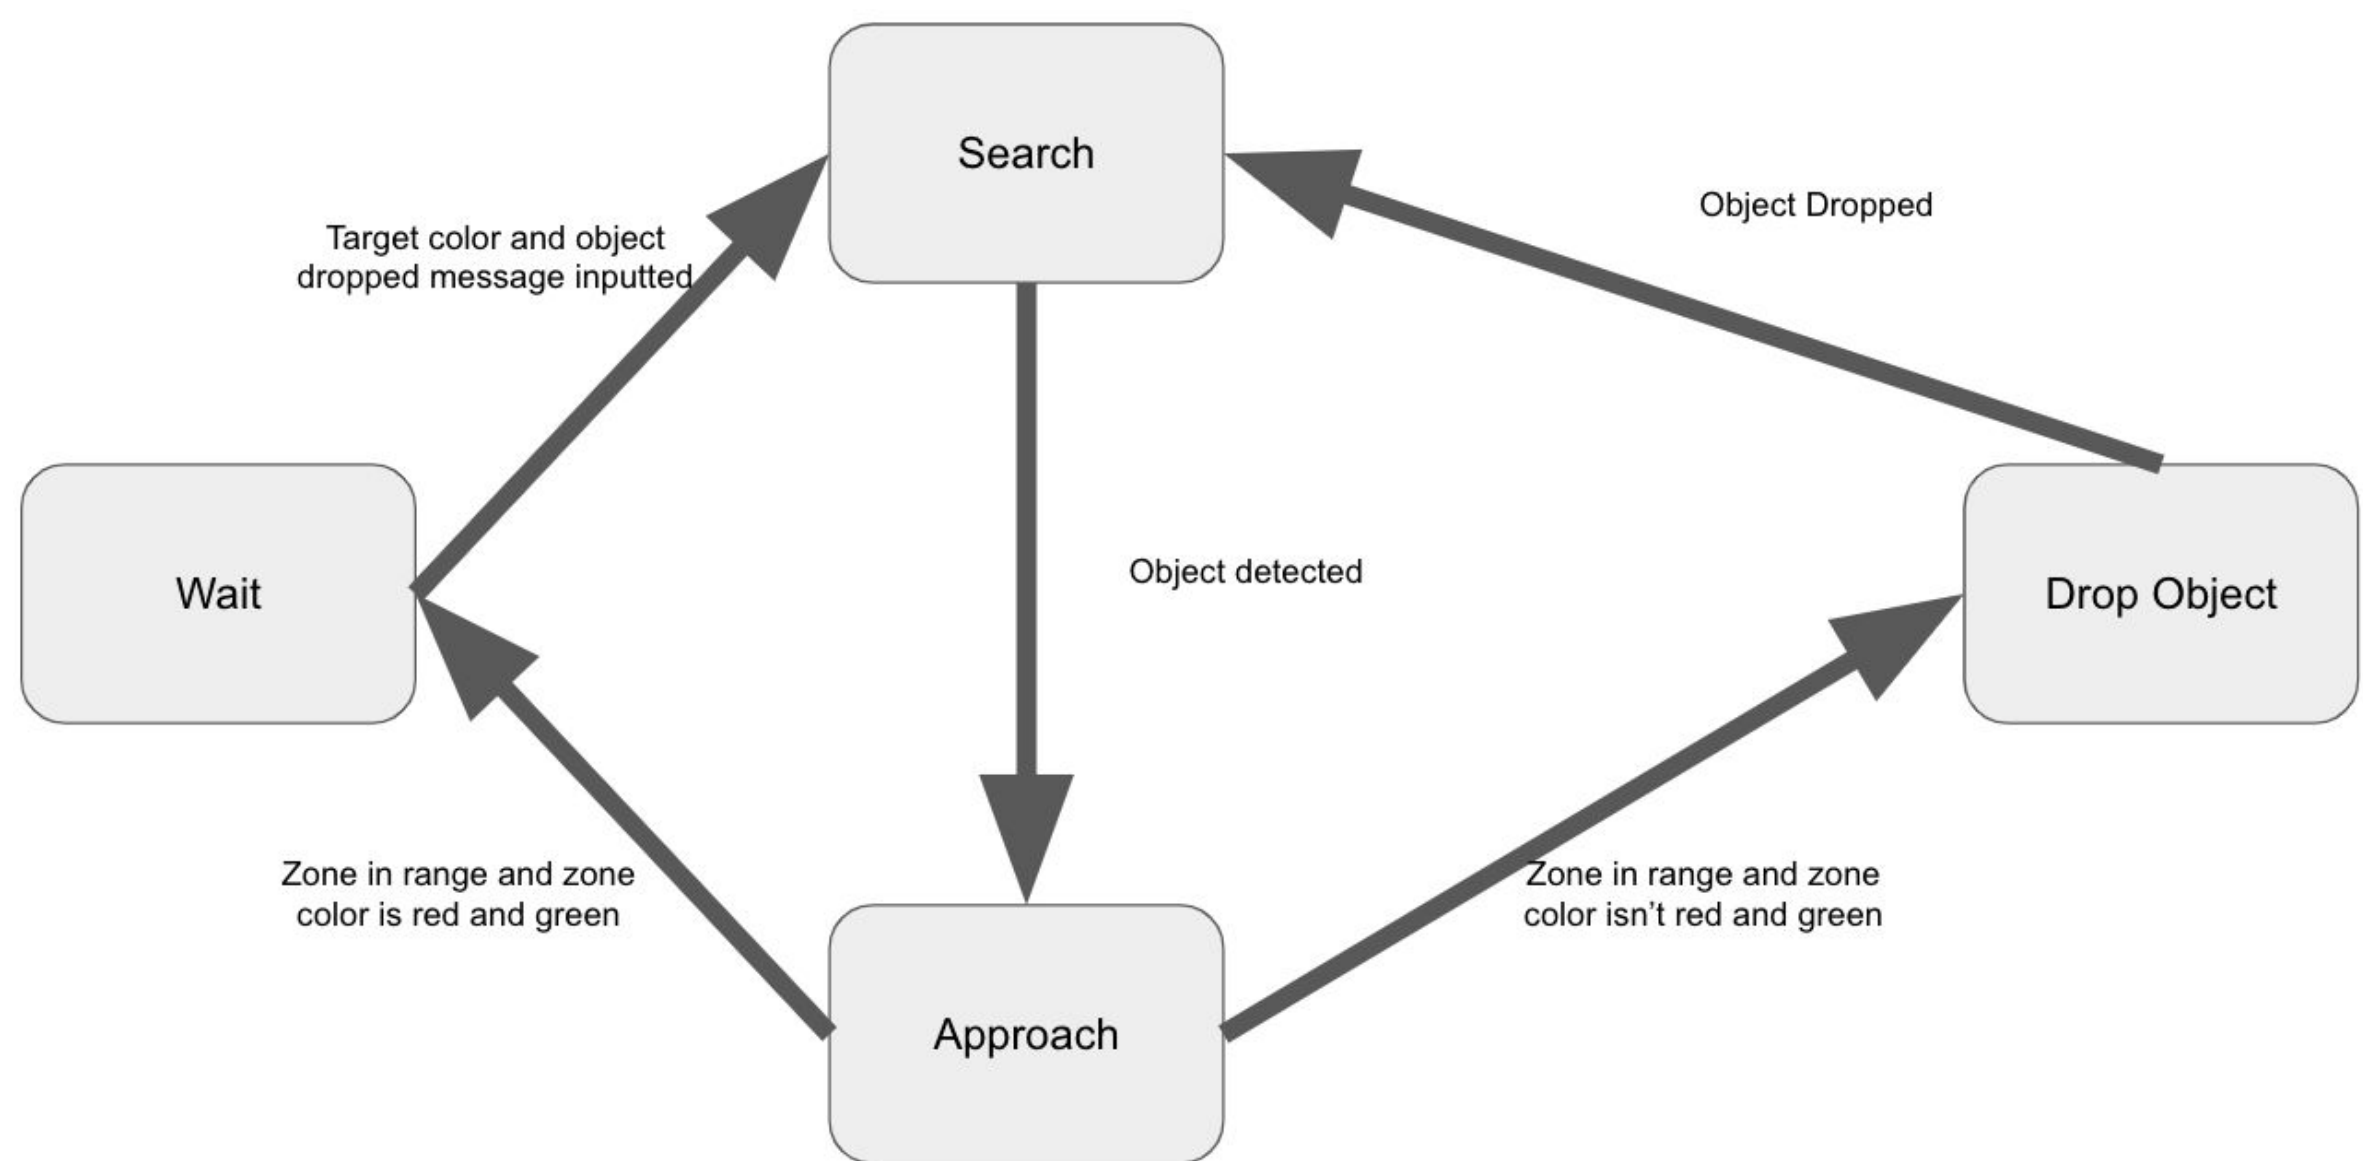 Search
Object Dropped
Target color and object
dropped message inputted
Object detected
Wait
Drop Object
Zone in range and zone
color is red and green
Zone in range and zone
color isn’t red and green
Approach